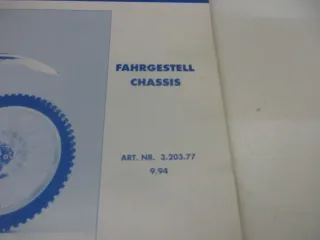 FAHRGESTELL
CHASSIS
ART. NR. 3.203.77
9.94